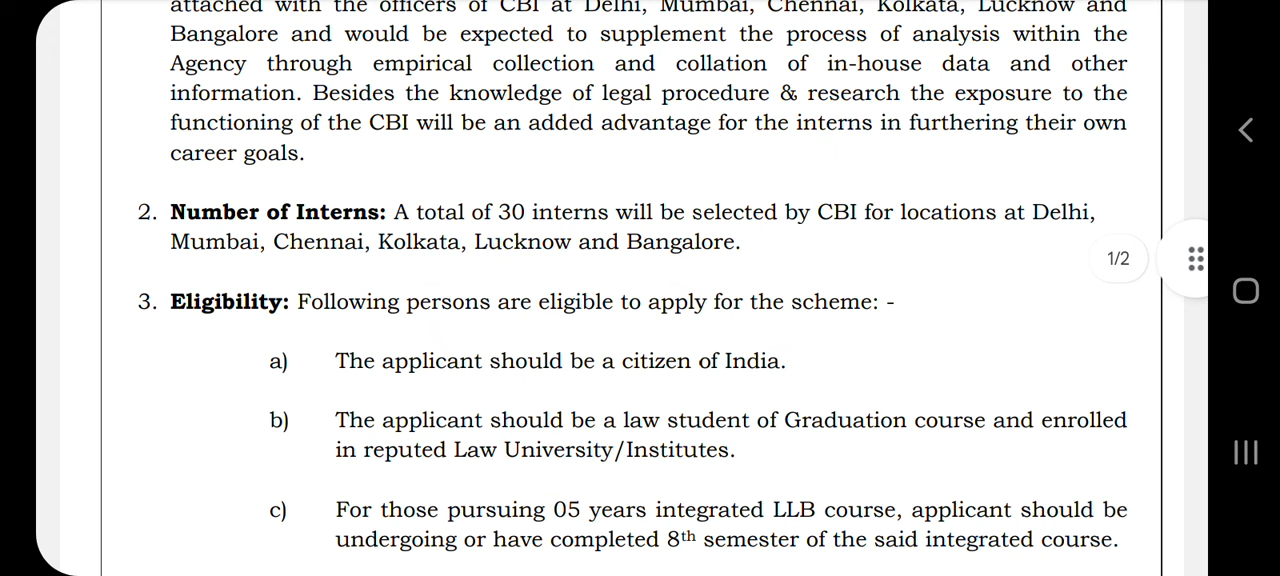 attached with the officers of CBI at Delhi, Mumbai, Chennai, Kolkata, Lucknow and
Bangalore and would be expected to supplement the process of analysis within the
Agency through empirical collection and collation of in-house data and other
information. Besides the knowledge of legal procedure & research the exposure to the
functioning of the CBI will be an added advantage for the interns in furthering their own
career goals.
2. Number of Interns: A total of 30 interns will be selected by CBI for locations at Delhi,
Mumbai, Chennai, Kolkata, Lucknow and Bangalore.
1/2
3. Eligibility: Following persons are eligible to apply for the scheme: -
a) The applicant should be a citizen of India.
b) The applicant should be a law student of Graduation course and enrolled
in reputed Law University/Institutes.
c) For those pursuing 05 years integrated LLB course, applicant should be
undergoing or have completed 8th semester of the said integrated course.